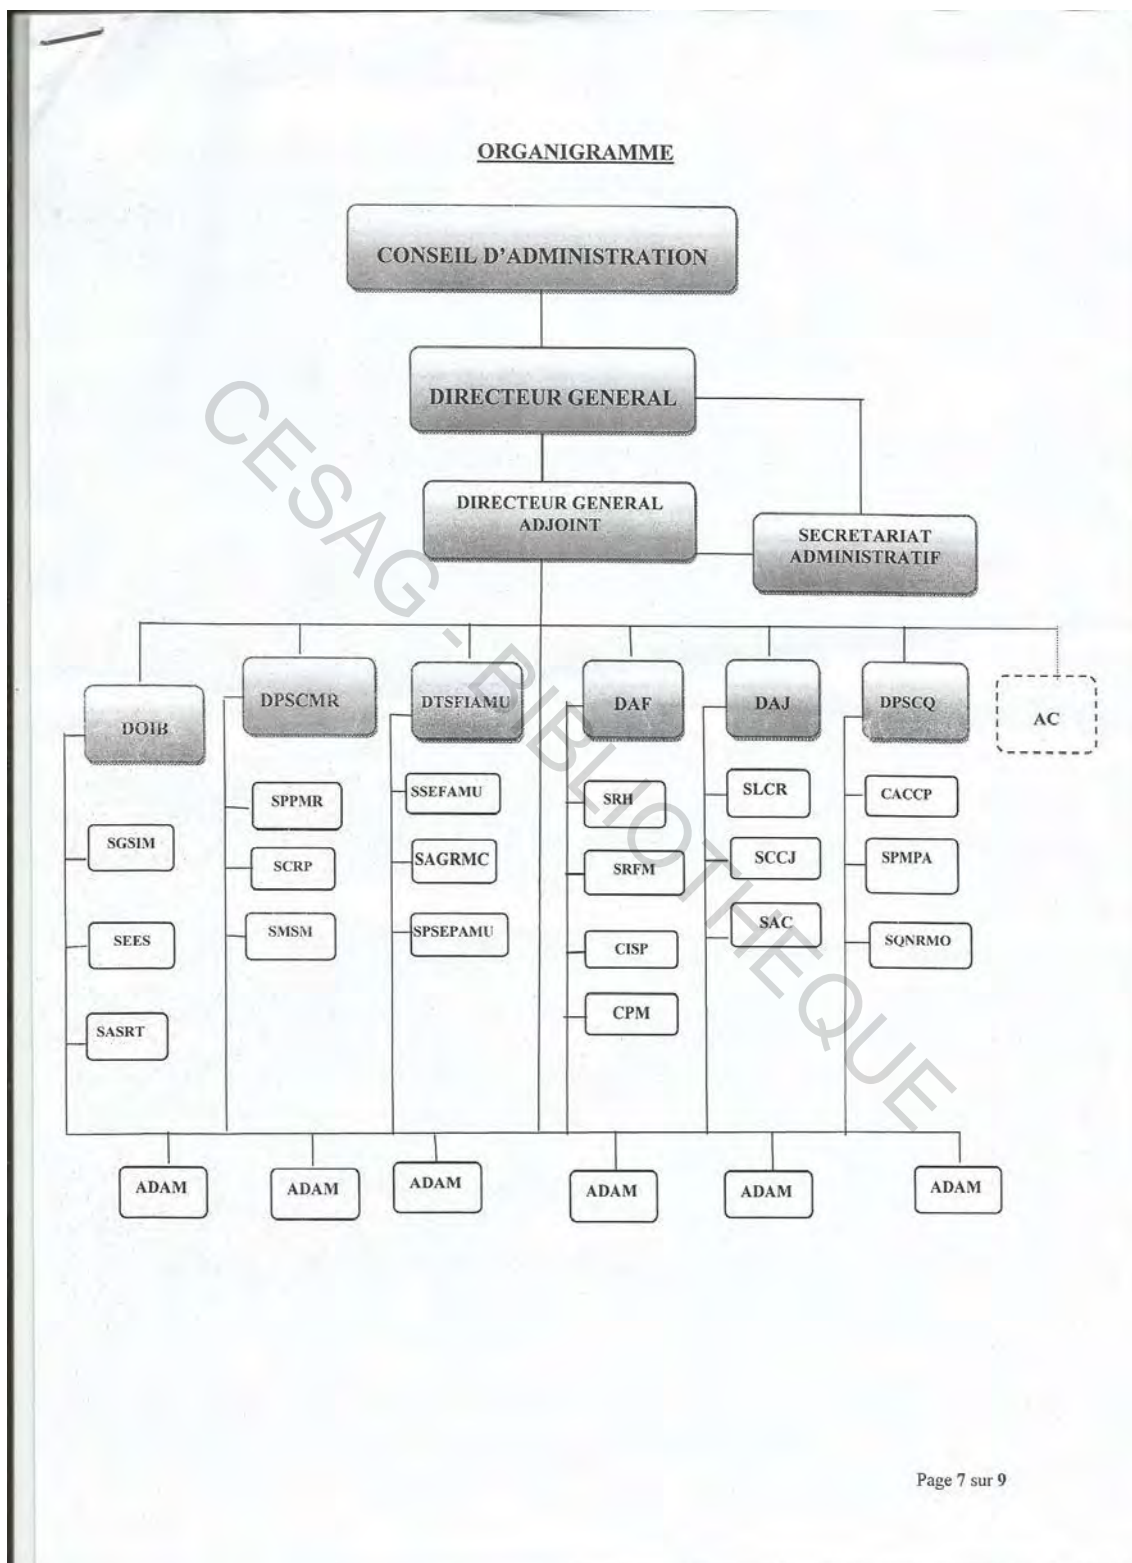 ORGANIGRAMME
CONSEIL D'ADMINISTRATION
DIRECTEUR GENERAL
DIRECTEUR GENERAL
ADJOINT
SECRETARIAT
ADMINISTRATIF
DOIB
DPSCMR
DTSFIAMU
DAF
DAJ
DPSCQ
AC
SGSIM
SEES
SASRT
SPPMR
SCRP
SMSM
SSEFAMU
SAGRMC
SPSEPAMU
SRH
SRFM
CISP
CPM
SLCR
SCCJ
SAC
CACCP
SPMPA
SQNRMO
ADAM
ADAM
ADAM
ADAM
ADAM
ADAM
CESAG - BIBLIOTHEQUE
Page 7 sur 9